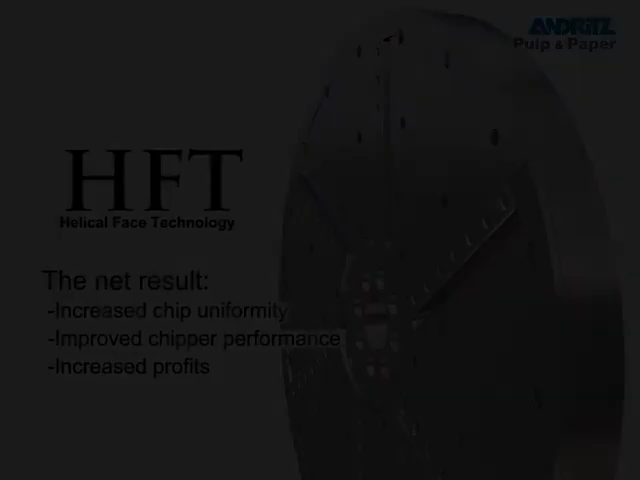 ANDRITZ
Pulp & Paper
HFT
Helical Face Technology
The net result:
-Increased chip uniformity
-Improved chipper performance
-Increased profits